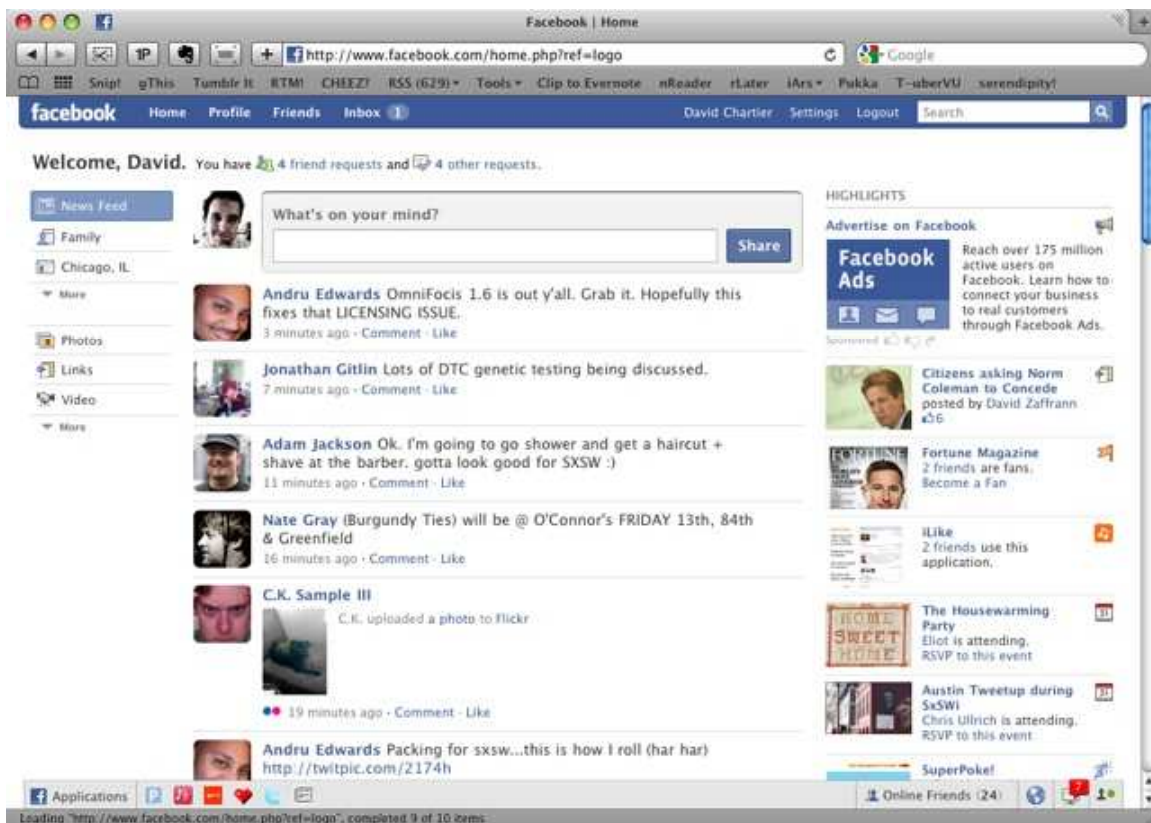 Facebook | Home
1P
http://www.facebook.com/home.php?ref=logo
Google
Snip! gThis Tumblr It RTM! CHEEZ! RSS (629) Tools Clip to Evernote nReader rLater iArs Pukka T-uberVU serendipity!
facebook Home Profile Friends Inbox 1 David Chartier Settings Logout Search
Welcome, David. You have 4 friend requests and 4 other requests.
News Feed
Family
Chicago, IL
More
Photos
Links
Video
More
What's on your mind?
Share
Andru Edwards OmniFocis 1.6 is out y'all. Grab it. Hopefully this
fixes that LICENSING ISSUE.
3 minutes ago - Comment - Like
Jonathan Gitlin Lots of DTC genetic testing being discussed.
7 minutes ago - Comment - Like
Adam Jackson Ok. I'm going to go shower and get a haircut +
shave at the barber. gotta look good for SXSW :)
11 minutes ago - Comment - Like
Nate Gray (Burgundy Ties) will be @ O'Connor's FRIDAY 13th, 84th
& Greenfield
16 minutes ago - Comment - Like
C.K. Sample III
C.K. uploaded a photo to Flickr
19 minutes ago - Comment - Like
Andru Edwards Packing for sxsw...this is how I roll (har har)
http://twitpic.com/2174h
HIGHLIGHTS
Advertise on Facebook
Facebook
Ads
Reach over 175 million
active users on
Facebook. Learn how to
connect your business
to real customers
through Facebook Ads.
Sponsored
Citizens asking Norm
Coleman to Concede
posted by David Zaffrann
6
FORTUNE
Fortune Magazine
2 friends are fans.
Become a Fan
iLike
2 friends use this
application.
HOME
SWEET
HOME
The Housewarming
Party
Eliot is attending.
RSVP to this event
31
Austin Tweetup during
SxSWi
Chris Ullrich is attending.
RSVP to this event
31
SuperPoke!
Applications
Online Friends (24)
7
1
Loading "http://www.facebook.com/home.php?ref=logo", completed 9 of 10 items